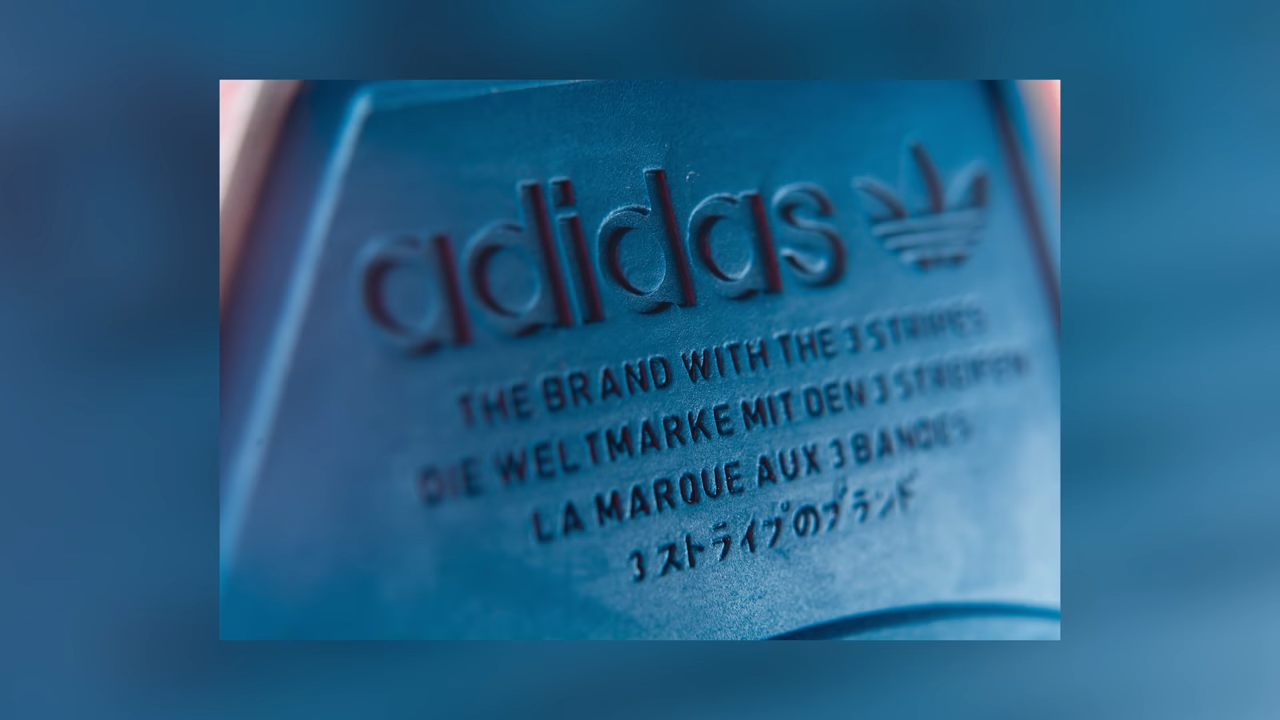 adidas
THE BRAND WITH THE 3 STRIPES
DIE WELTMARKE MIT DEN 3 STREIFEN
LA MARQUE AUX 3 BANDES
3 ストライプのブランド